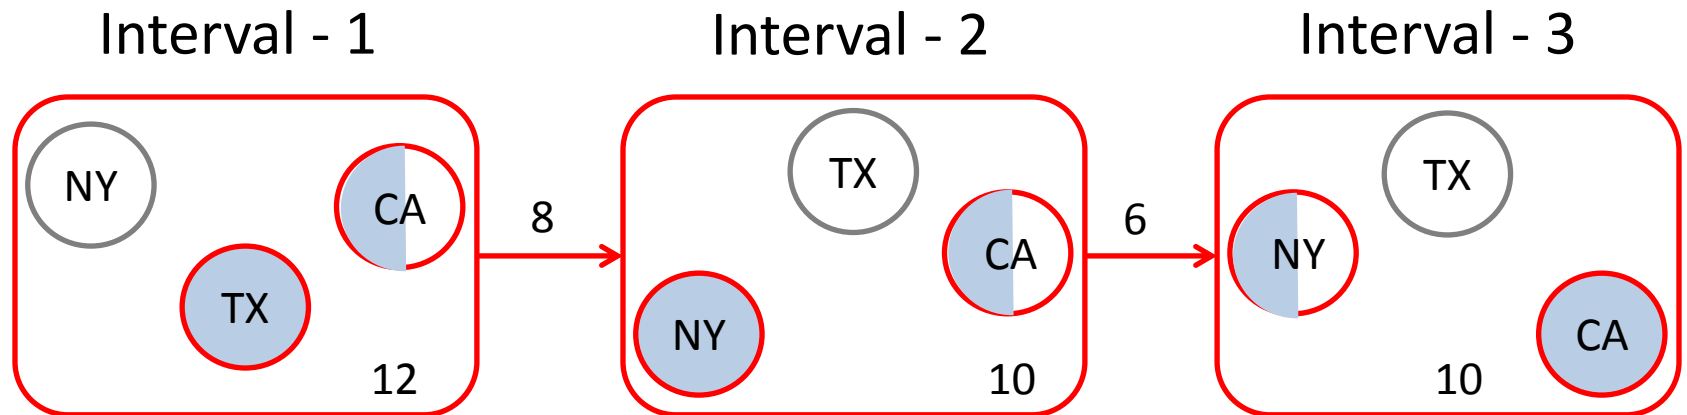 Interval - 1
Interval - 2
Interval - 3
NY
CA
TX
12
8
TX
CA
NY
10
6
TX
NY
CA
10